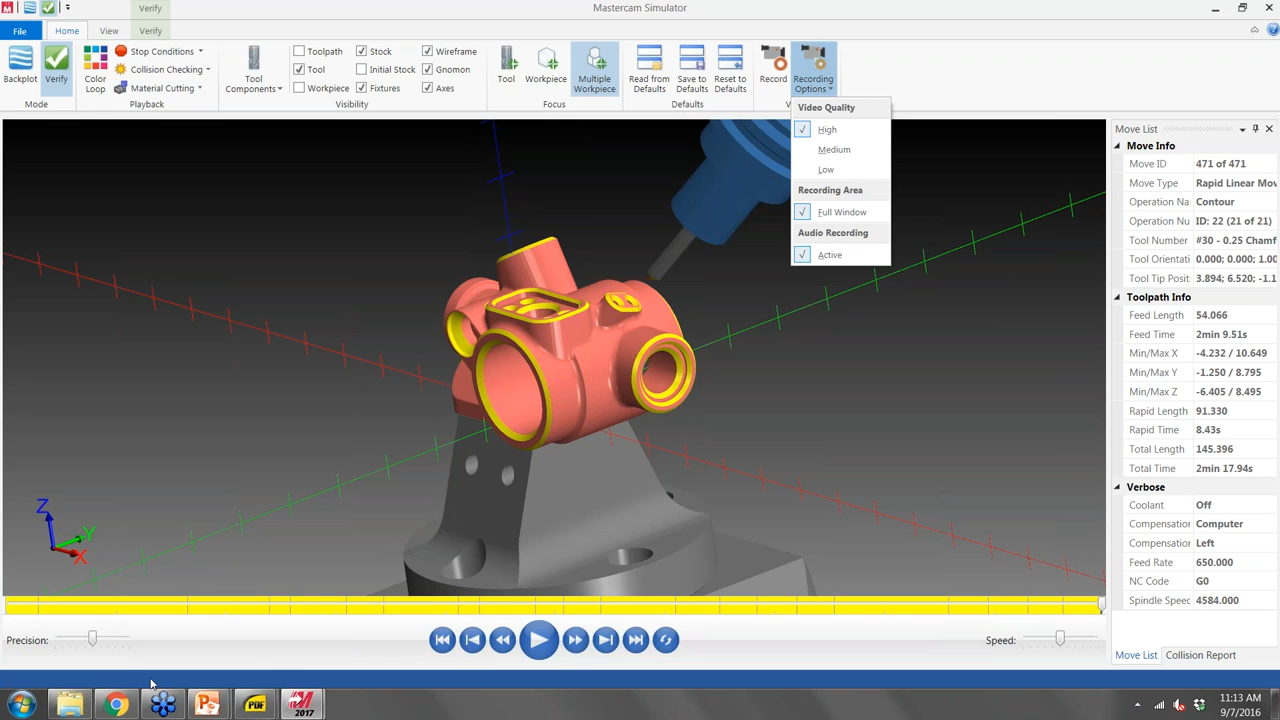 Verify
Mastercam Simulator
File
Home
View
Verify
Backplot
Verify
Mode
Color Loop
Stop Conditions
Collision Checking
Material Cutting
Playback
Tool Components
Toolpath
Stock
Wireframe
Tool
Initial Stock
Gnomon
Workpiece
Fixtures
Axes
Visibility
Tool
Workpiece
Multiple Workpiece
Focus
Read from Defaults
Save to Defaults
Reset to Defaults
Defaults
Record
Recording Options
Video Quality
High
Medium
Low
Recording Area
Full Window
Audio Recording
Active
Move List
Move Info
Move ID 471 of 471
Move Type Rapid Linear Mov
Operation Na Contour
Operation Nu ID: 22 (21 of 21)
Tool Number #30 - 0.25 Chamf
Tool Orientati 0.000; 0.000; 1.00
Tool Tip Posit 3.894; 6.520; -1.1
Toolpath Info
Feed Length 54.066
Feed Time 2min 9.51s
Min/Max X -4.232 / 10.649
Min/Max Y -1.250 / 8.795
Min/Max Z -6.405 / 8.495
Rapid Length 91.330
Rapid Time 8.43s
Total Length 145.396
Total Time 2min 17.94s
Verbose
Coolant Off
Compensation Computer
Compensation Left
Feed Rate 650.000
NC Code G0
Spindle Speed 4584.000
Z
Y
X
Precision:
Speed:
Move List
Collision Report
PDF
2017
11:13 AM
9/7/2016